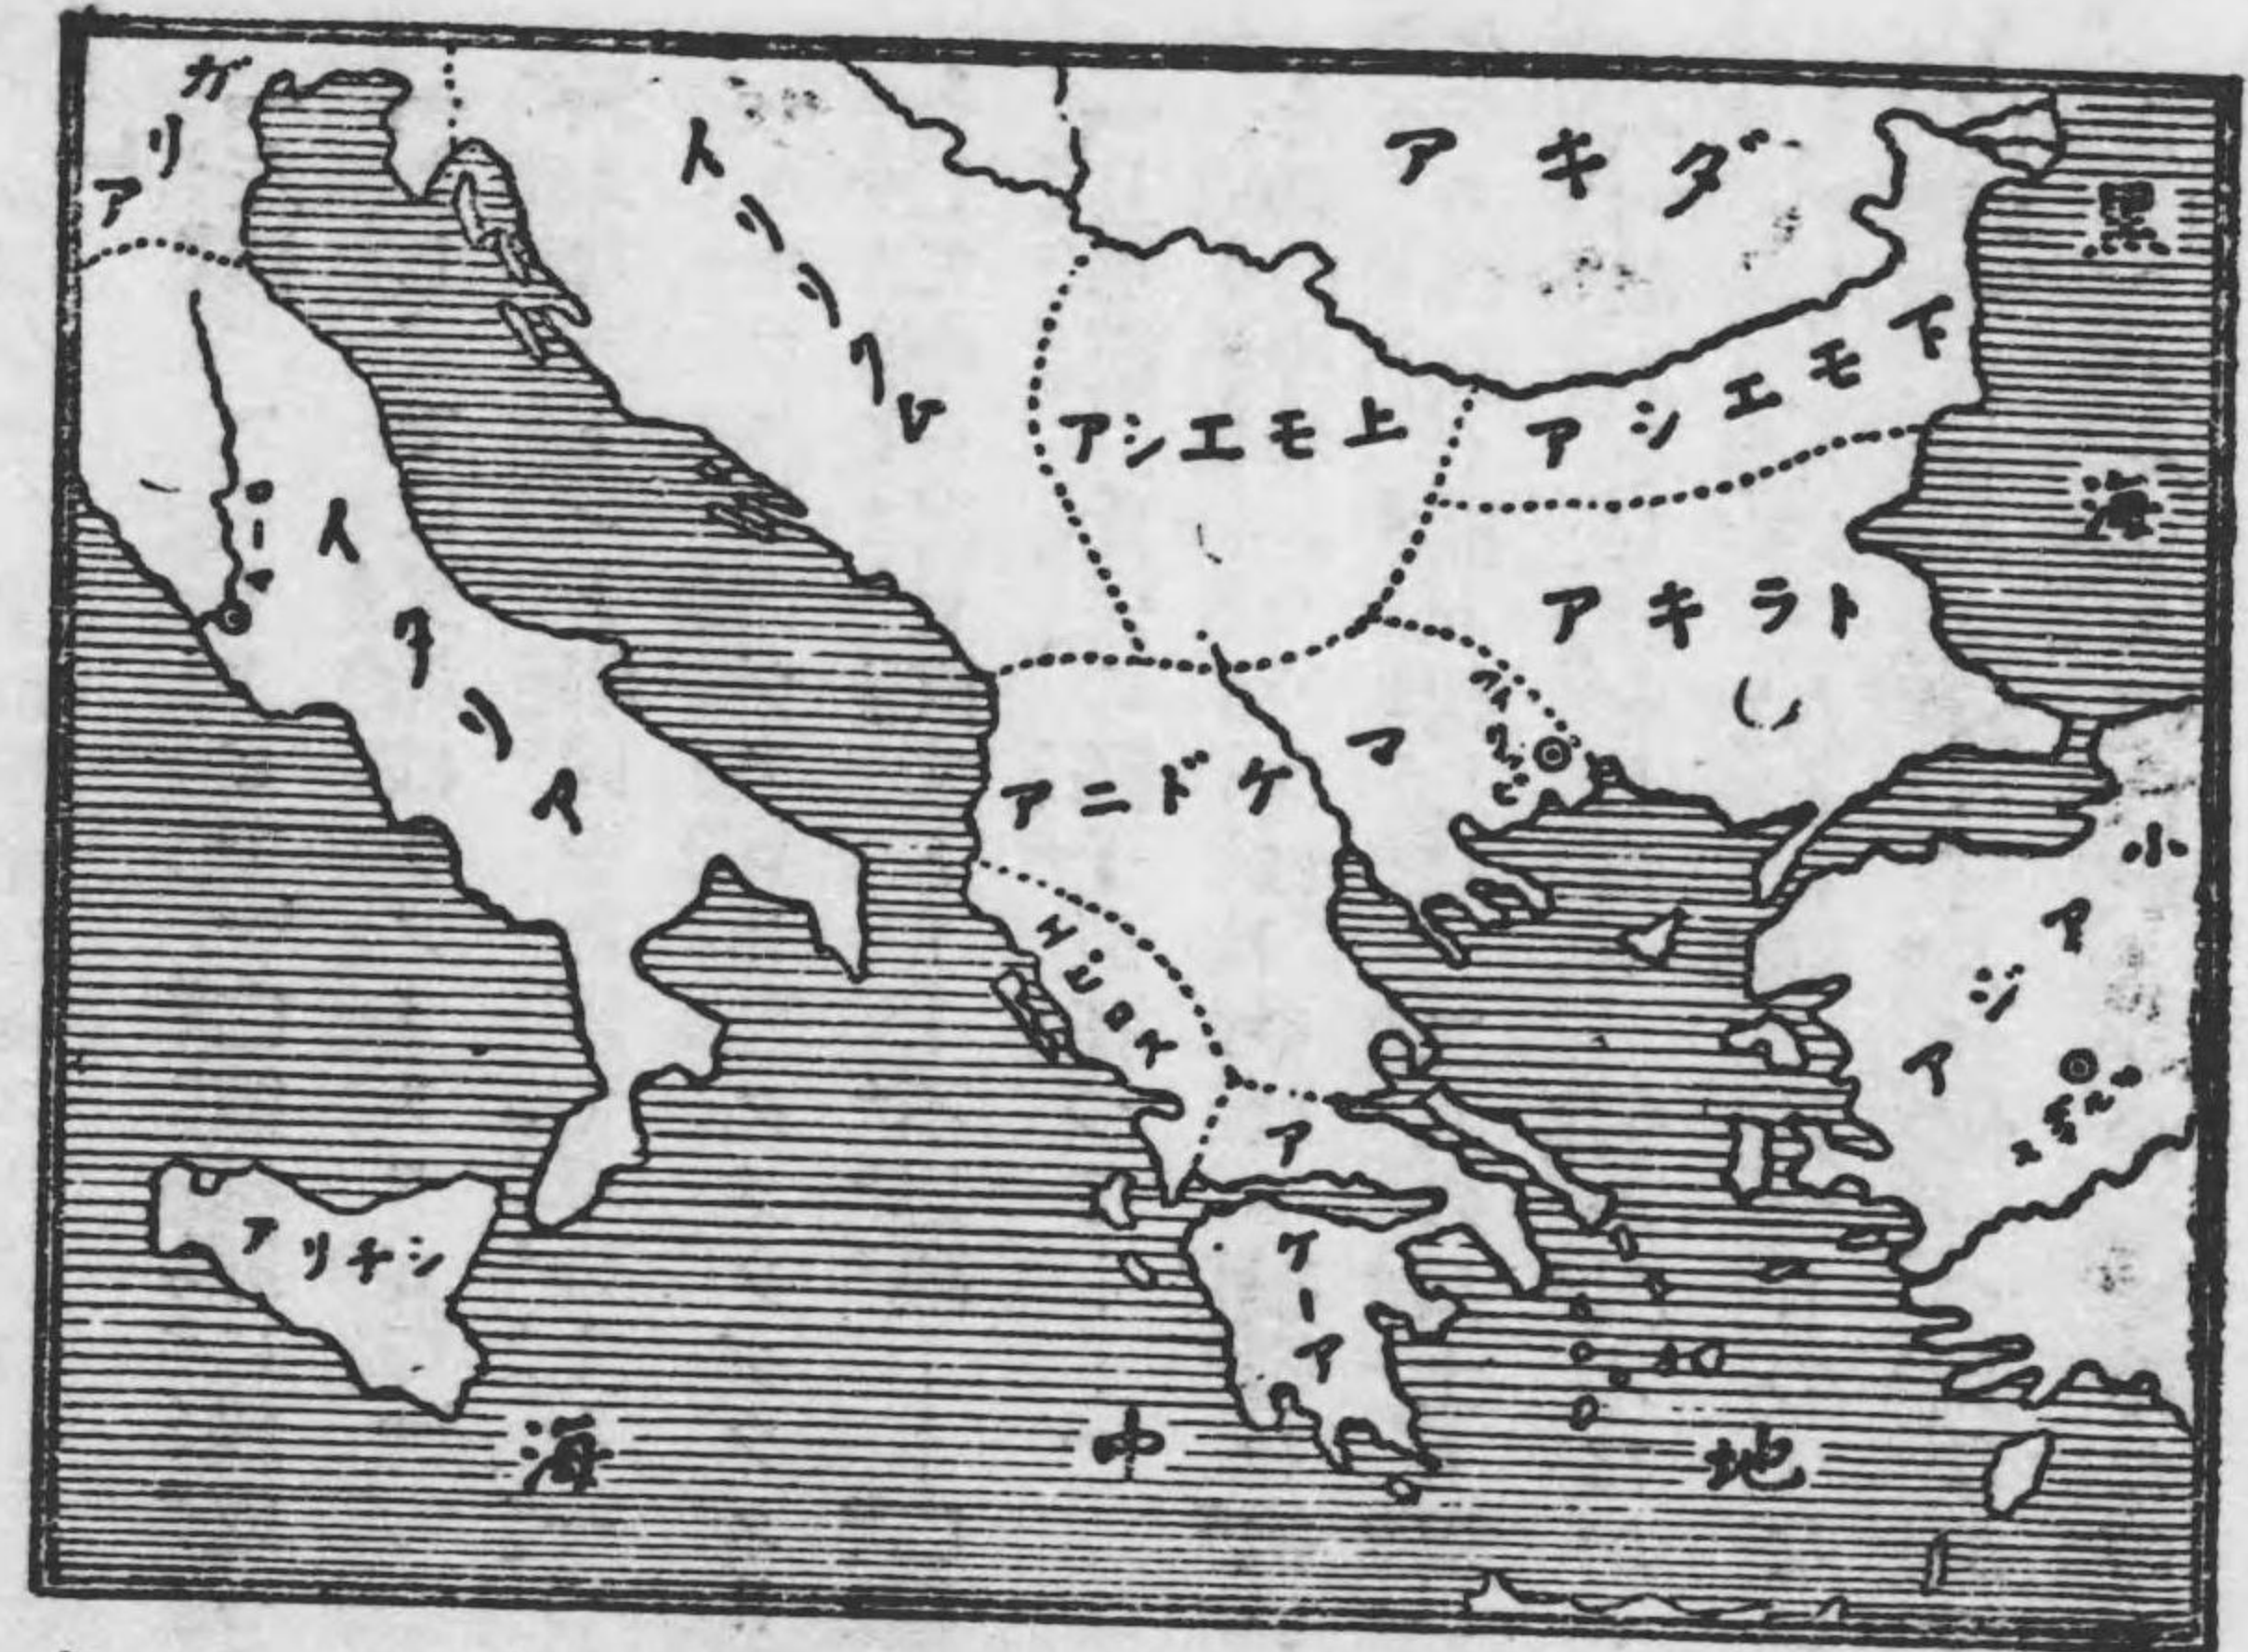 ガリア
イリリクム
ダキア
黒海
上モエシア
下モエシア
ローマ
イタリヤ
トラキア
マケドニア
エピロス
小アジア
アケーア
シチリア
地中海